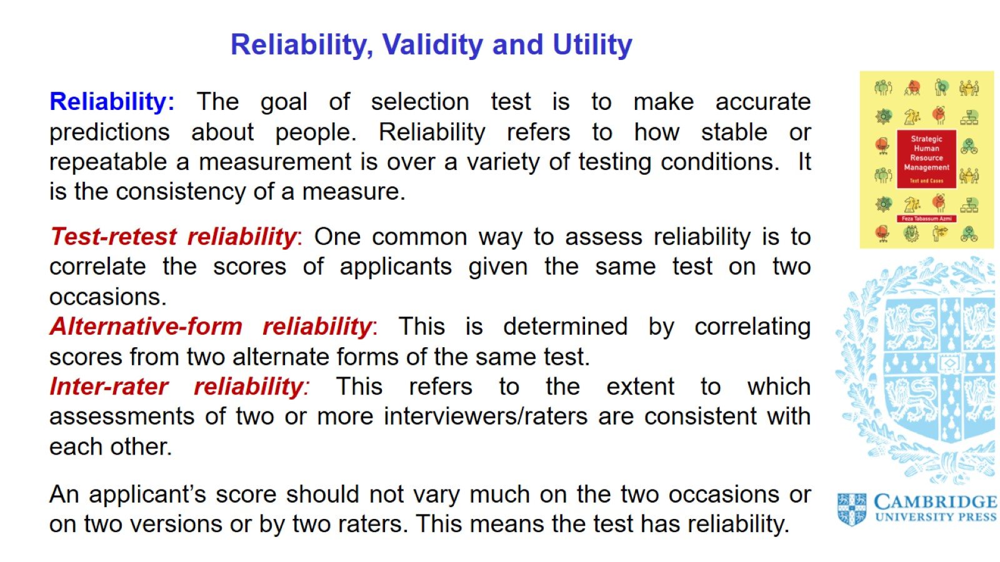 Reliability, Validity and Utility
Reliability: The goal of selection test is to make accurate
predictions about people. Reliability refers to how stable or
repeatable a measurement is over a variety of testing conditions. It
is the consistency of a measure.
Test-retest reliability: One common way to assess reliability is to
correlate the scores of applicants given the same test on two
occasions.
Alternative-form reliability: This is determined by correlating
scores from two alternate forms of the same test.
Inter-rater reliability: This refers to the extent to which
assessments of two or more interviewers/raters are consistent with
each other.
An applicant’s score should not vary much on the two occasions or
on two versions or by two raters. This means the test has reliability.
Strategic
Human
Resource
Management
Text and Cases
Feza Tabassum Azmi
CAMBRIDGE
UNIVERSITY PRESS